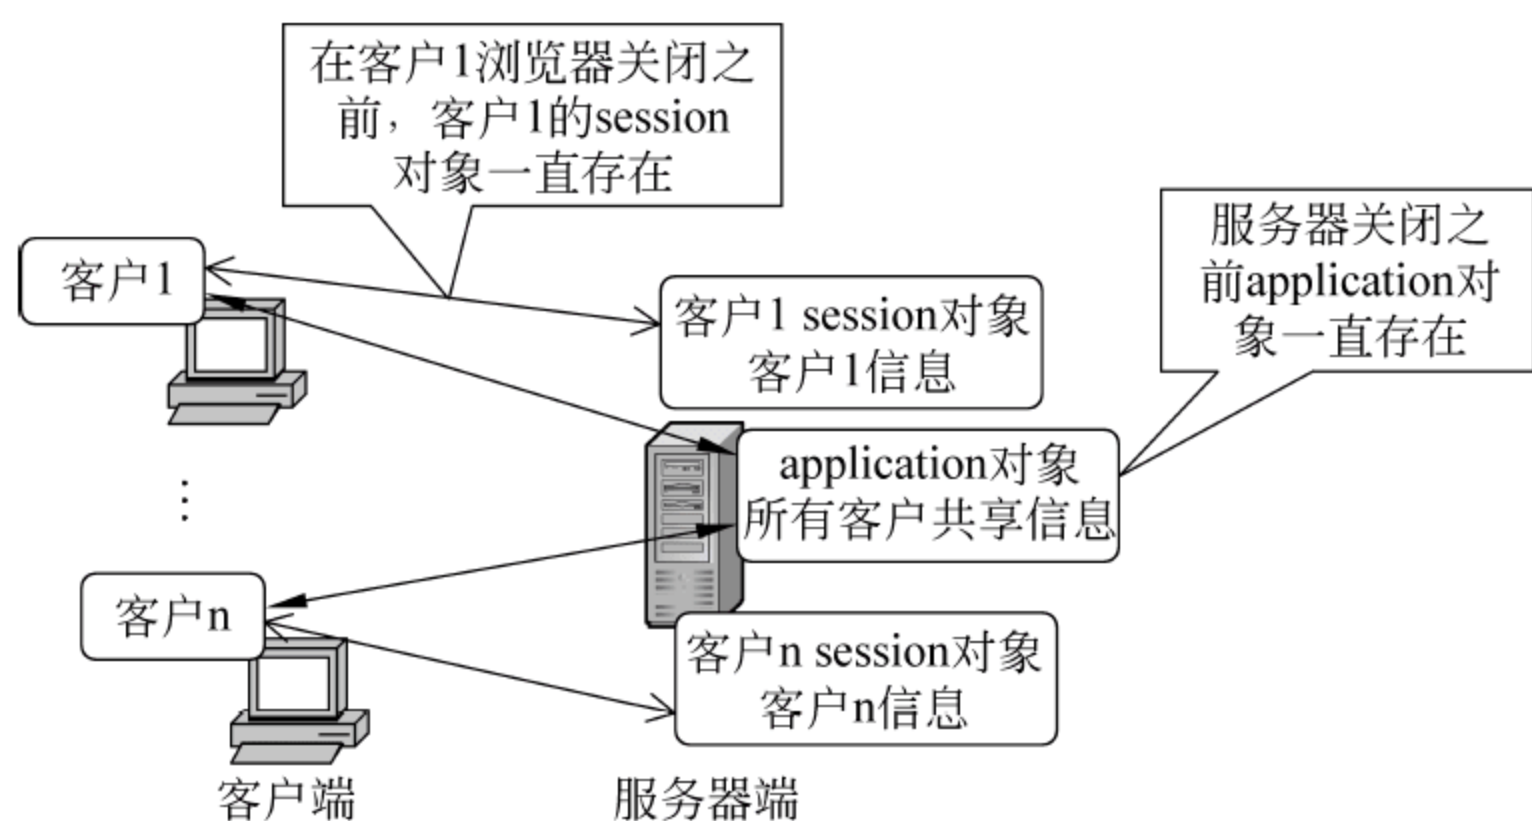 在客户1浏览器关闭之
前，客户1的session
对象一直存在
服务器关闭之
前application对
象一直存在
客户1
客户1 session对象
客户1信息
application对象
所有客户共享信息
⋮
客户n
客户n session对象
客户n信息
客户端
服务器端